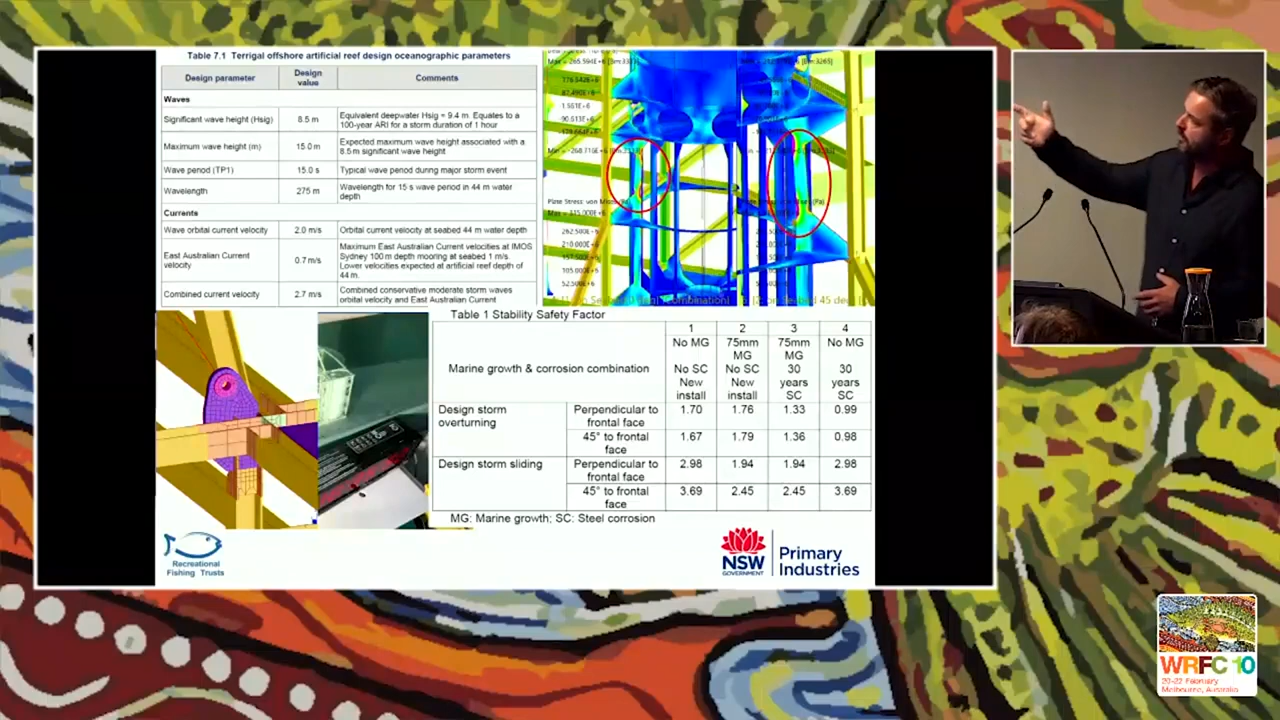 Table 7.1 Terrigal offshore artificial reef design oceanographic parameters
Design parameter
Design value
Comments
Waves
Significant wave height (Hsig)
8.5 m
Equivalent deepwater Hsig = 9.4 m Equates to a
100-year ARI for a storm duration of 1 hour
Maximum wave height (m)
15.0 m
Expected maximum wave height associated with a
8.5 m significant wave height
Wave period (TP1)
15.0 s
Typical wave period during major storm event
Wavelength
275 m
Wavelength for 15 s wave period in 44 m water
depth
Currents
Wave orbital current velocity
2.0 m/s
Orbital current velocity at seabed 44 m water depth
East Australian Current
velocity
0.7 m/s
Maximum East Australian Current velocities at IMOS
Sydney 100 m depth mooring at seabed 1 m/s.
Lower velocities expected at artificial reef depth of
44 m.
Combined current velocity
2.7 m/s
Combined conservative moderate storm waves
orbital velocity and East Australian Current
Table 1 Stability Safety Factor
Marine growth & corrosion combination
1
No MG
No SC
New
install
2
75mm
MG
No SC
New
install
3
75mm
MG
30
years
SC
4
No MG
30
years
SC
Design storm
overturning
Perpendicular to
frontal face
1.70
1.76
1.33
0.99
45° to frontal
face
1.67
1.79
1.36
0.98
Design storm sliding
Perpendicular to
frontal face
2.98
1.94
1.94
2.98
45° to frontal
face
3.69
2.45
2.45
3.69
MG: Marine growth; SC: Steel corrosion
Recreational
Fishing Trusts
NSW
GOVERNMENT
Primary
Industries
WRFC 10
20-22 February
Melbourne, Australia